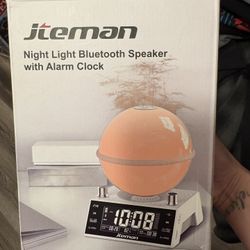 jteman
Night Light Bluetooth Speaker
with Alarm Clock
10:08
Jteman